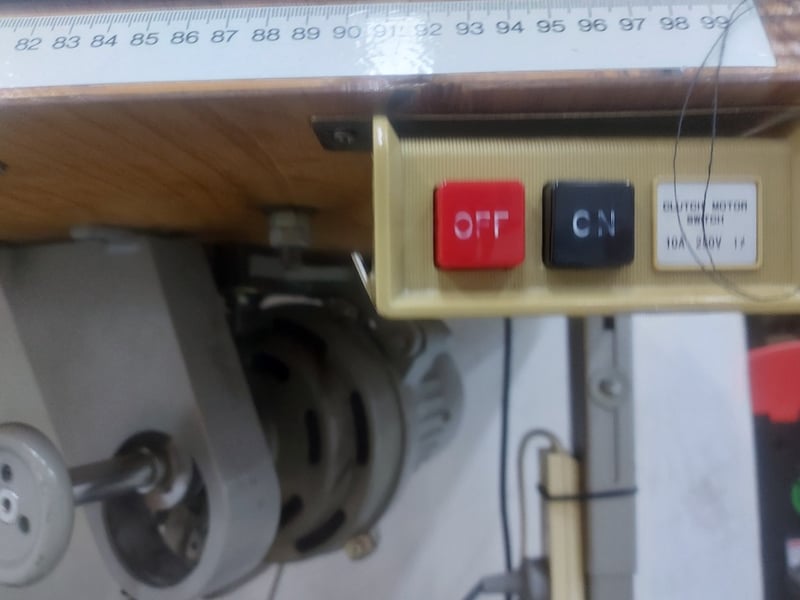 82 83 84 85 86 87 88 89 90 91 92 93 94 95 96 97 98 99
OFF
ON
CLUTCH MOTOR
SWITCH
10A 250V